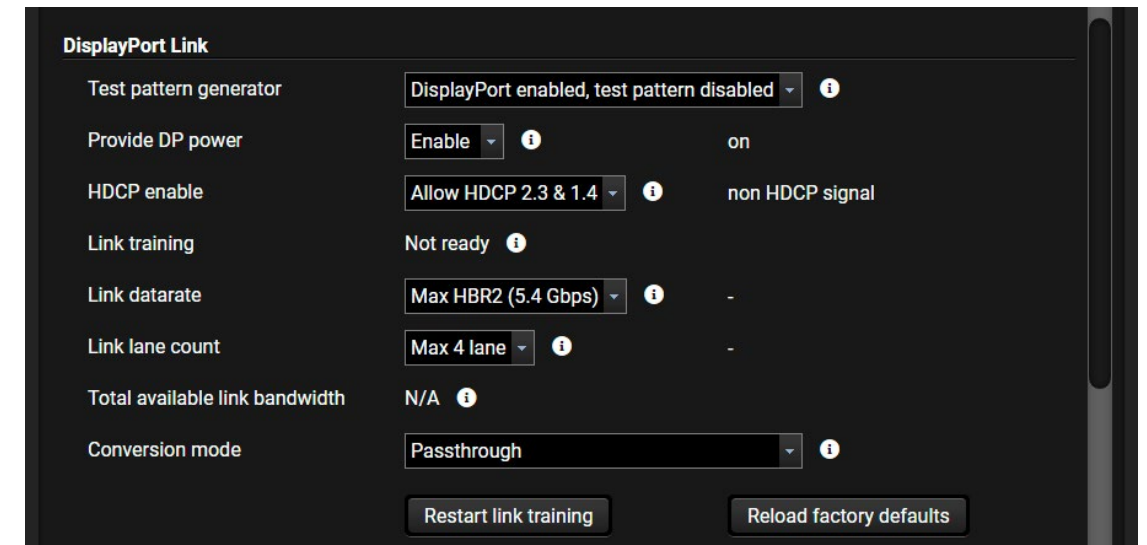 DisplayPort Link
Test pattern generator DisplayPort enabled, test pattern disabled
Provide DP power Enable on
HDCP enable Allow HDCP 2.3 & 1.4 non HDCP signal
Link training Not ready
Link datarate Max HBR2 (5.4 Gbps) -
Link lane count Max 4 lane -
Total available link bandwidth N/A
Conversion mode Passthrough
Restart link training Reload factory defaults